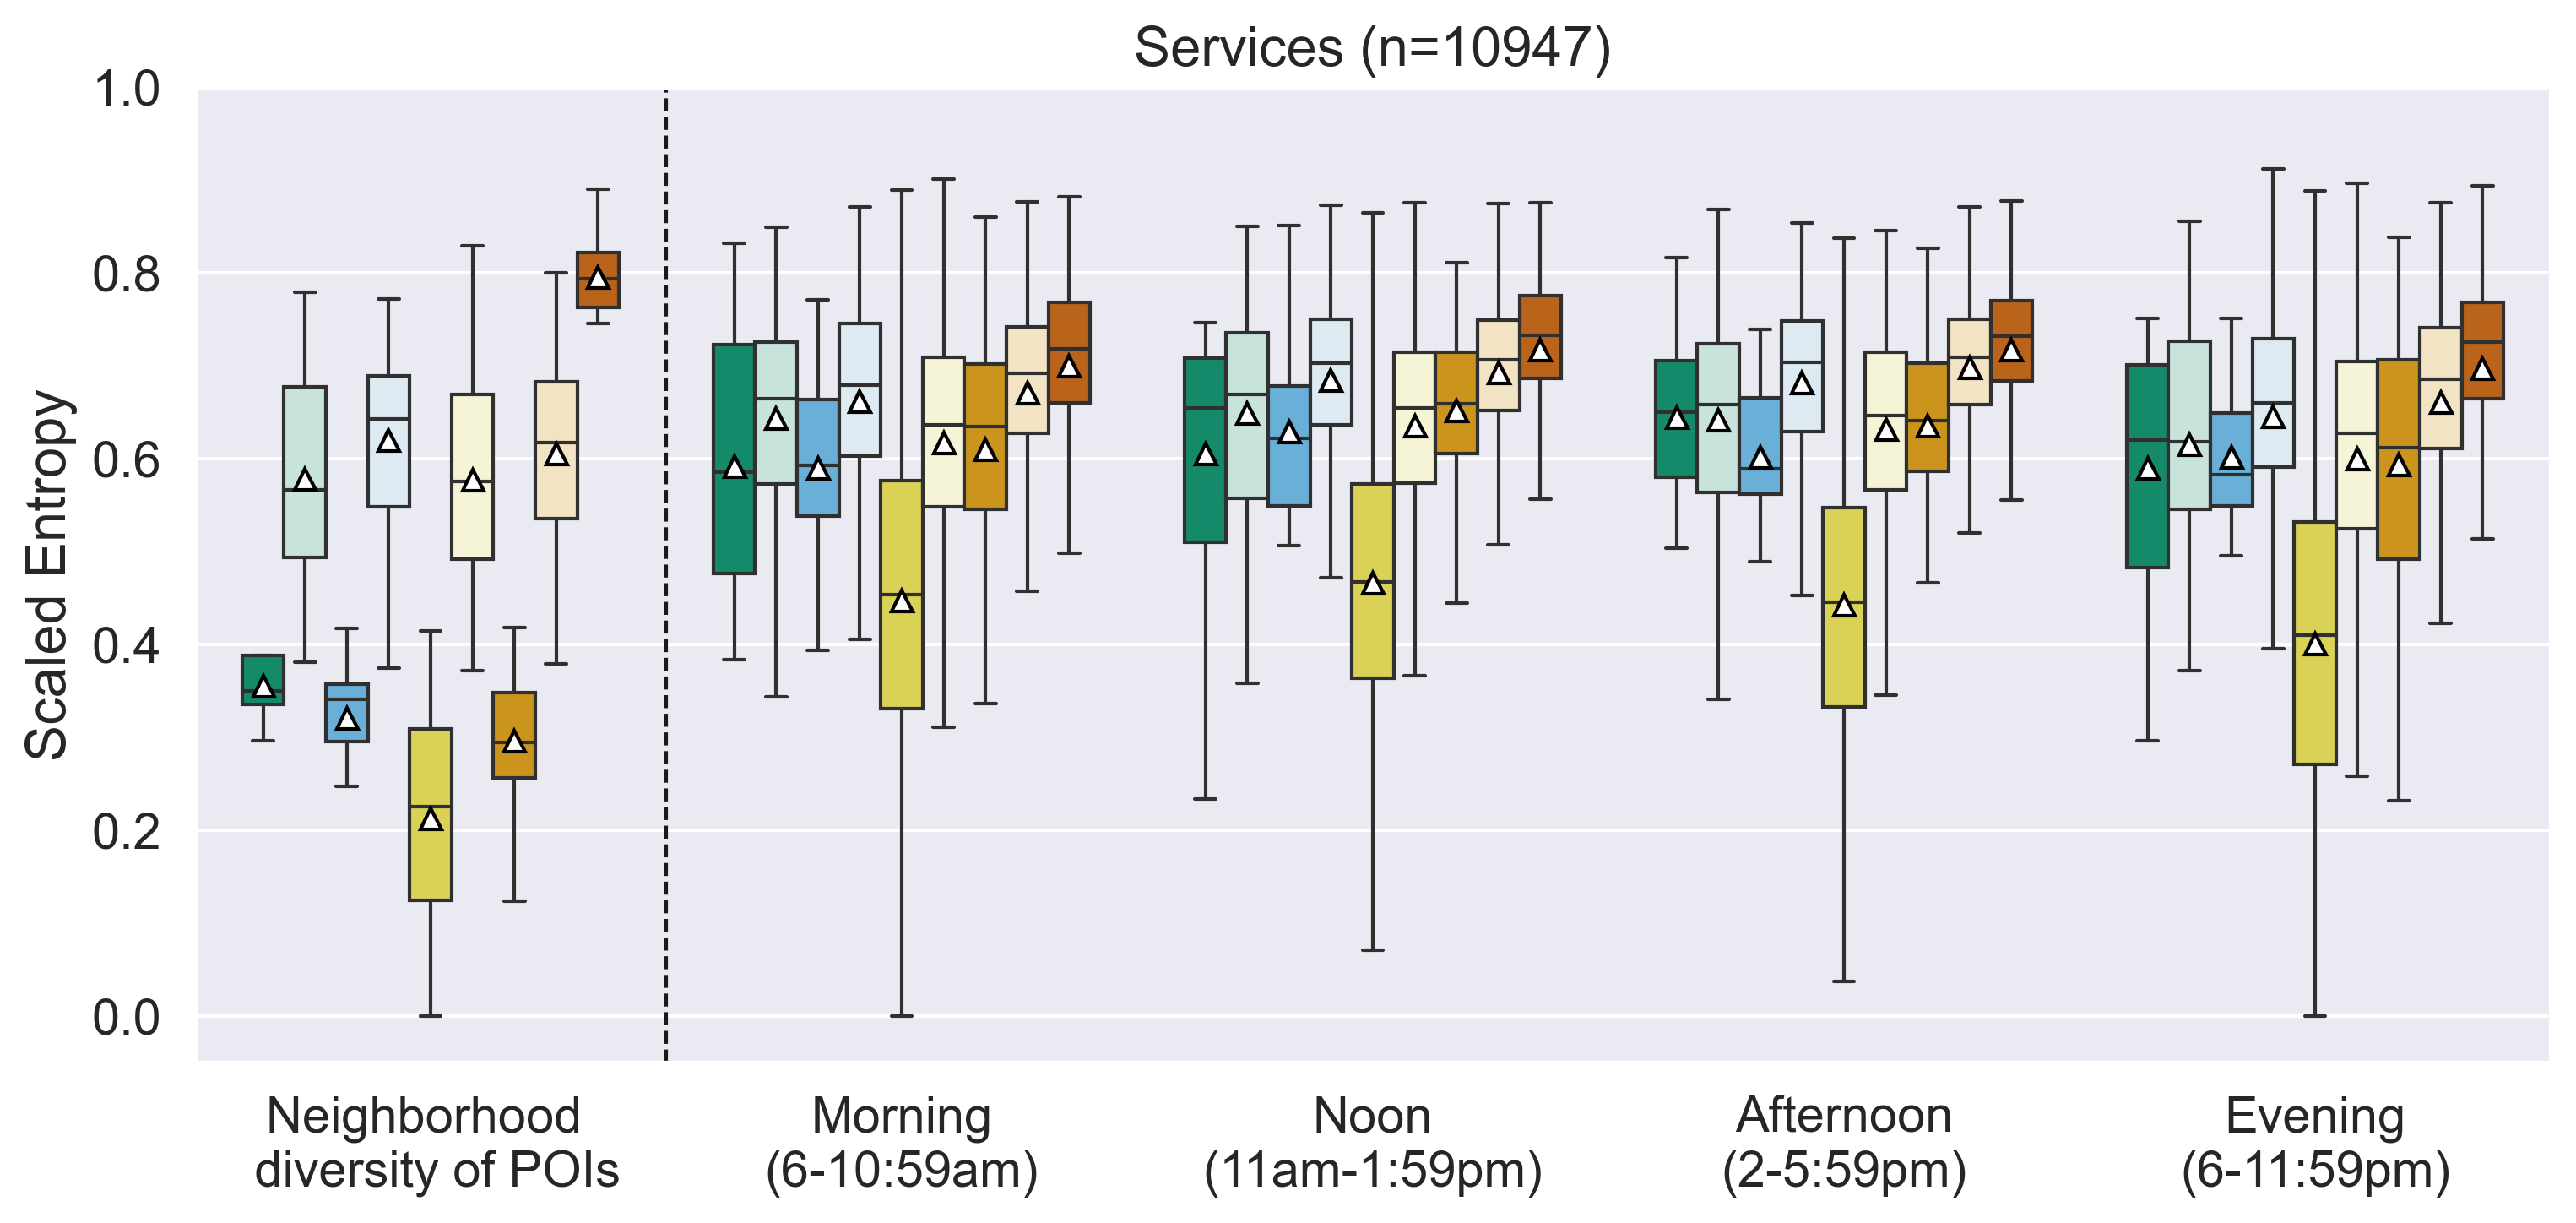 Services (n=10947)
Scaled Entropy
1.0
0.8
0.6
0.4
0.2
0.0
Neighborhood
diversity of POIs
Morning
(6-10:59am)
Noon
(11am-1:59pm)
Afternoon
(2-5:59pm)
Evening
(6-11:59pm)